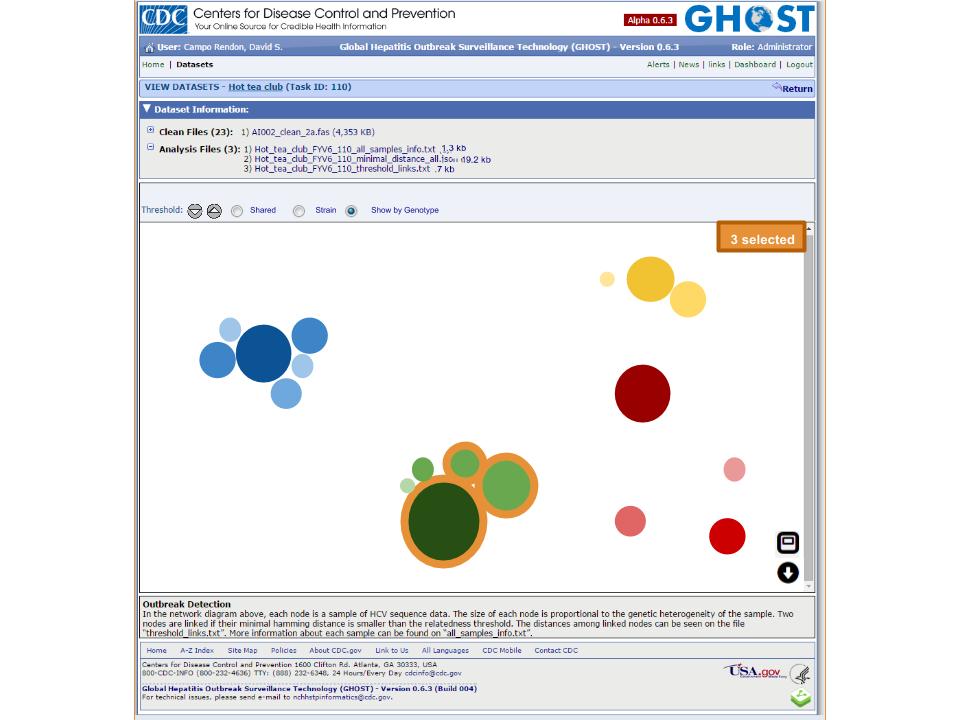 CDC
Centers for Disease Control and Prevention
Your Online Source for Credible Health Information
Alpha 0.6.3
GHOST
User: Campo Rendon, David S.
Global Hepatitis Outbreak Surveillance Technology (GHOST) - Version 0.6.3
Role: Administrator
Home | Datasets
Alerts | News | links | Dashboard | Logout
VIEW DATASETS - Hot tea club (Task ID: 110)
Return
Dataset Information:
Clean Files (23): 1) AI002_clean_2a.fas (4,353 KB)
Analysis Files (3): 1) Hot_tea_club_FYV6_110_all_samples_info.txt 1,3 kb
2) Hot_tea_club_FYV6_110_minimal_distance_all.jso 19.2 kb
3) Hot_tea_club_FYV6_110_threshold_links.txt .7 kb
Threshold: Shared Strain Show by Genotype
3 selected
Outbreak Detection
In the network diagram above, each node is a sample of HCV sequence data. The size of each node is proportional to the genetic heterogeneity of the sample. Two
nodes are linked if their minimal hamming distance is smaller than the relatedness threshold. The distances among linked nodes can be seen on the file
"threshold_links.txt". More information about each sample can be found on "all_samples_info.txt".
Home A-Z Index Site Map Policies About CDC.gov Link to Us All Languages CDC Mobile Contact CDC
Centers for Disease Control and Prevention 1600 Clifton Rd. Atlanta, GA 30333, USA
800-CDC-INFO (800-232-4636) TTY: (888) 232-6348, 24 Hours/Every Day cdcinfo@cdc.gov
USA.gov
Global Hepatitis Outbreak Surveillance Technology (GHOST) - Version 0.6.3 (Build 004)
For technical issues, please send e-mail to nchhstpinformatics@cdc.gov.